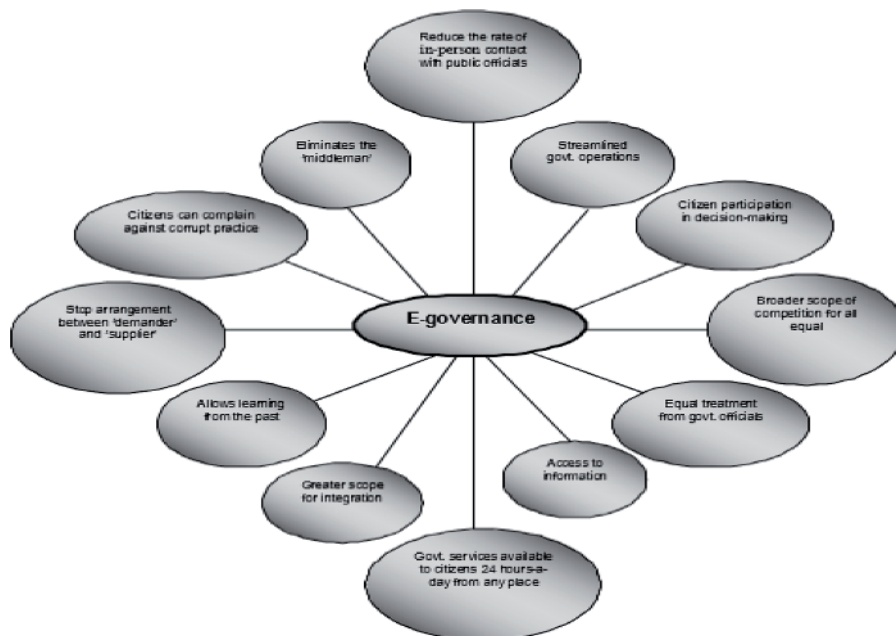 Reduce the rate of
in-person contact
with public officials
Eliminates the
'middleman'
Streamlined
govt. operations
Citizens can complain
against corrupt practice
Citizen participation
in decision-making
Stop arrangement
between 'demander'
and 'supplier'
E-governance
Broader scope of
competition for all
equal
Allows learning
from the past
Equal treatment
from govt. officials
Greater scope
for integration
Access to
information
Govt. services available
to citizens 24 hours-a-
day from any place